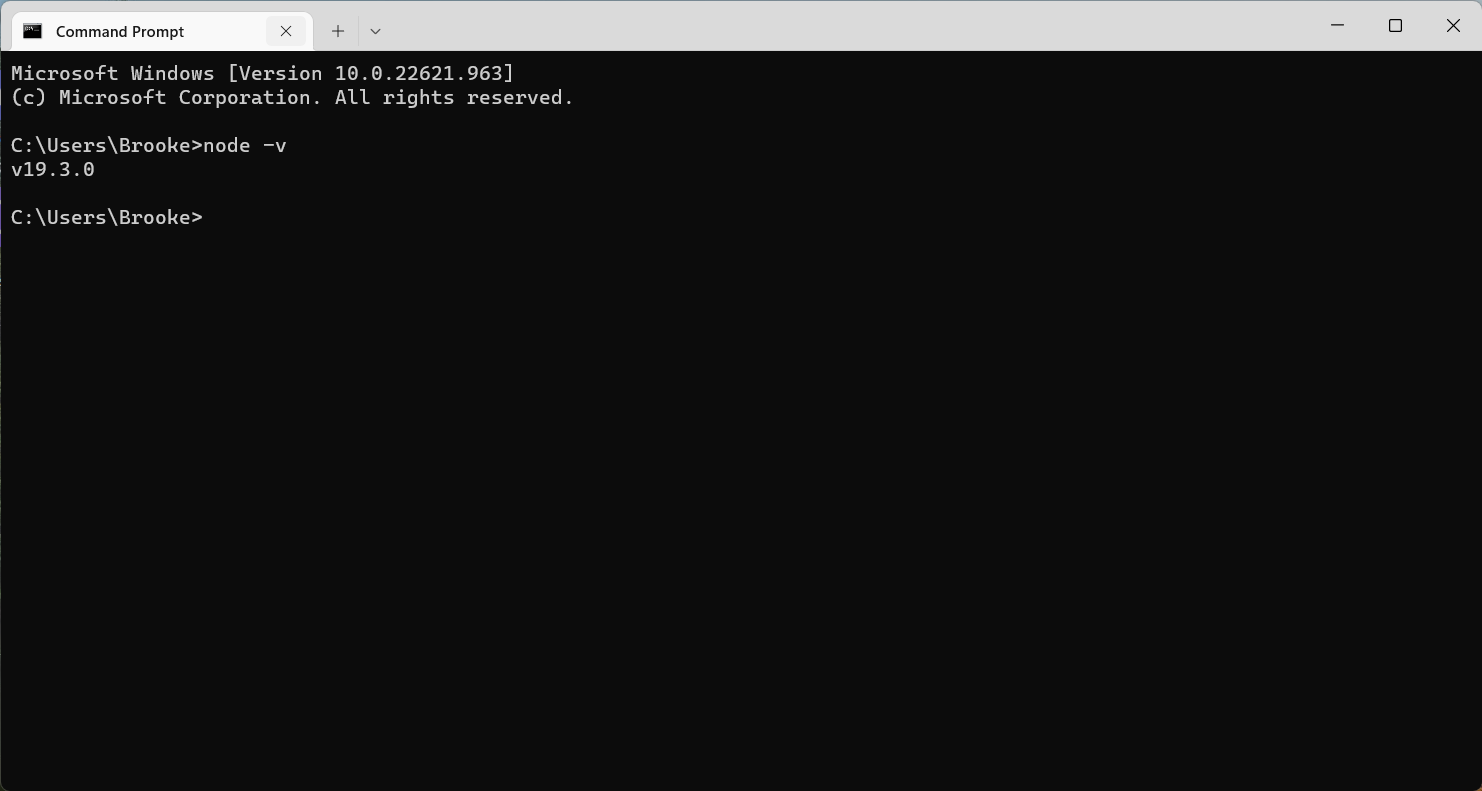 Command Prompt
Microsoft Windows [Version 10.0.22621.963]
(c) Microsoft Corporation. All rights reserved.
C:\Users\Brooke>node -v
v19.3.0
C:\Users\Brooke>